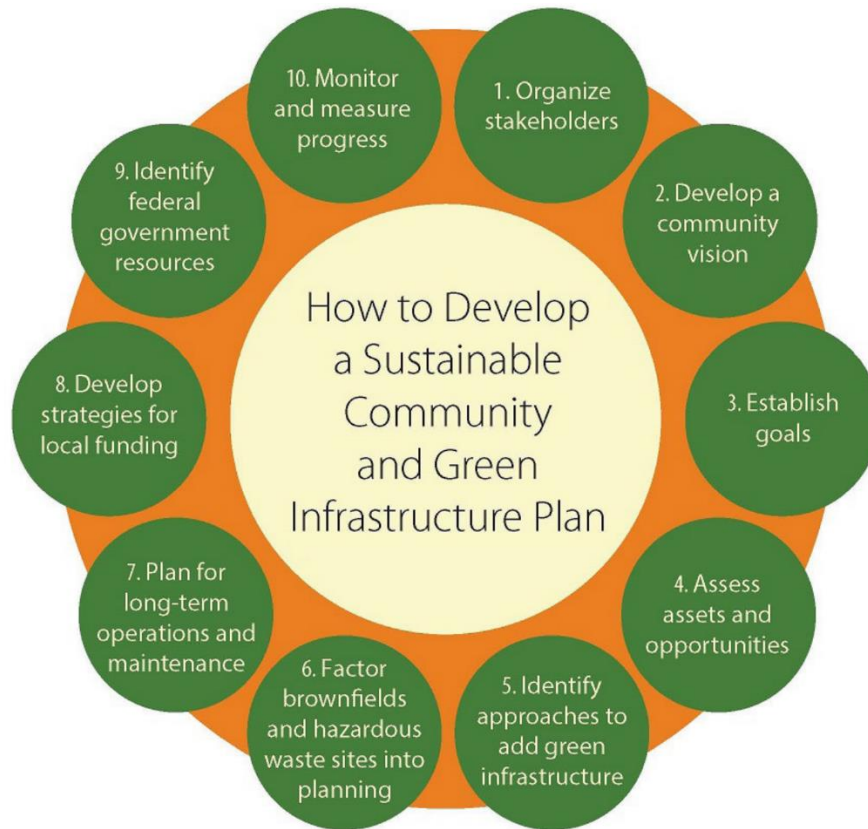 How to Develop
a Sustainable
Community
and Green
Infrastructure Plan
1. Organize
stakeholders
2. Develop a
community
vision
3. Establish
goals
4. Assess
assets and
opportunities
5. Identify
approaches to
add green
infrastructure
6. Factor
brownfields
and hazardous
waste sites into
planning
7. Plan for
long-term
operations and
maintenance
8. Develop
strategies for
local funding
9. Identify
federal
government
resources
10. Monitor
and measure
progress